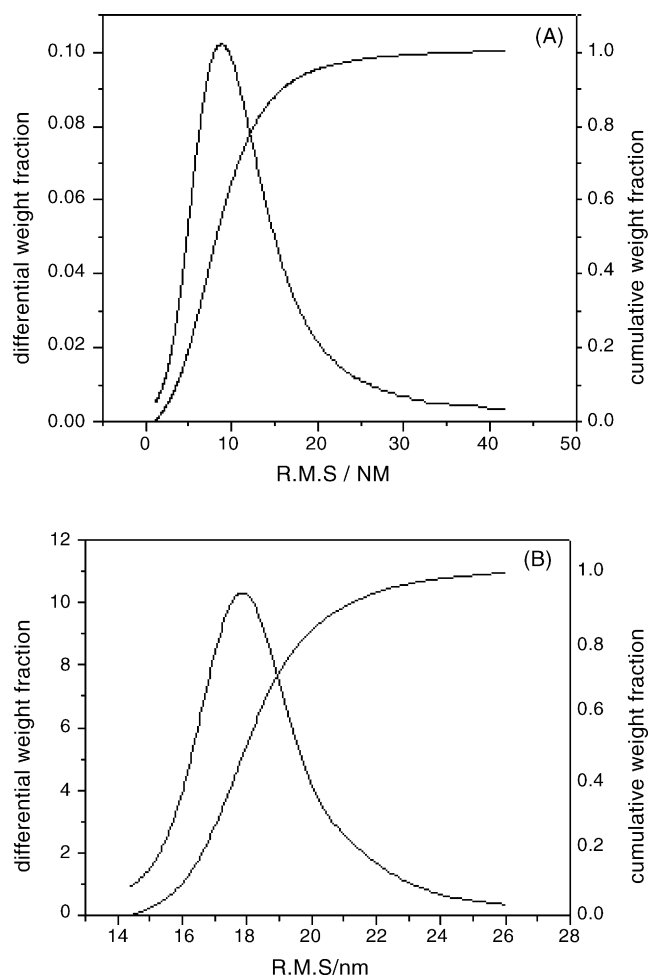 (A)
0.10
0.08
0.06
0.04
0.02
0.00
differential weight fraction
1.0
0.8
0.6
0.4
0.2
0.0
cumulative weight fraction
0 10 20 30 40 50
R.M.S / NM
(B)
12
10
8
6
4
2
0
differential weight fraction
1.0
0.8
0.6
0.4
0.2
0.0
cumulative weight fraction
14 16 18 20 22 24 26 28
R.M.S/nm